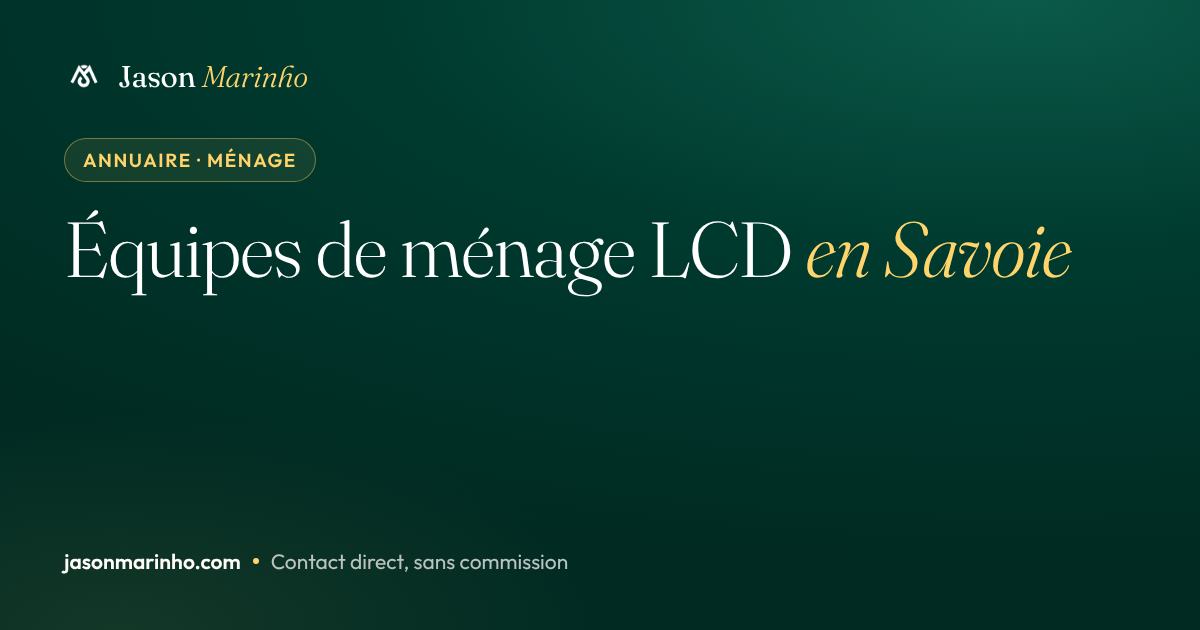 Jason Marinho
ANNUAIRE · MÉNAGE
Équipes de ménage LCD en Savoie
jasonmarinho.com • Contact direct, sans commission